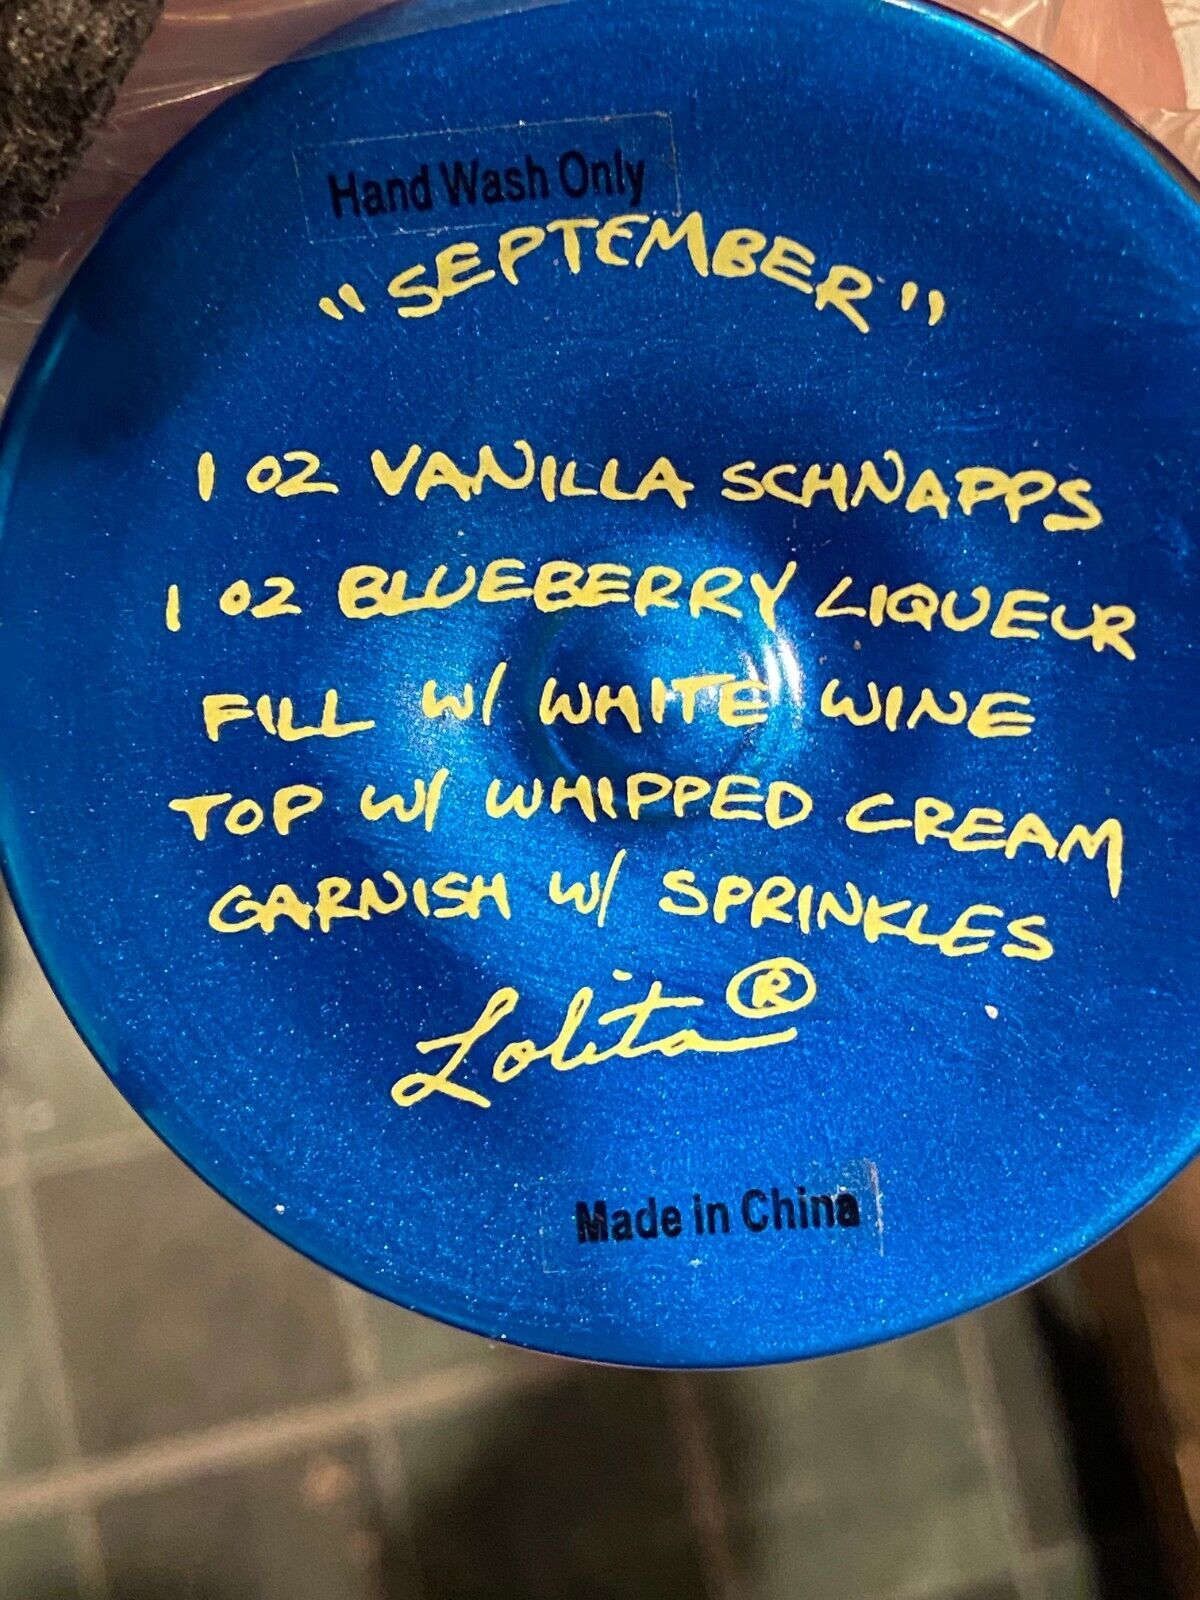 Hand Wash Only
"SEPTEMBER"
1 OZ VANILLA SCHNAPPS
1 OZ BLUEBERRY LIQUEUR
FILL W/ WHITE WINE
TOP W/ WHIPPED CREAM
GARNISH W/ SPRINKLES
Lolita®
Made in China